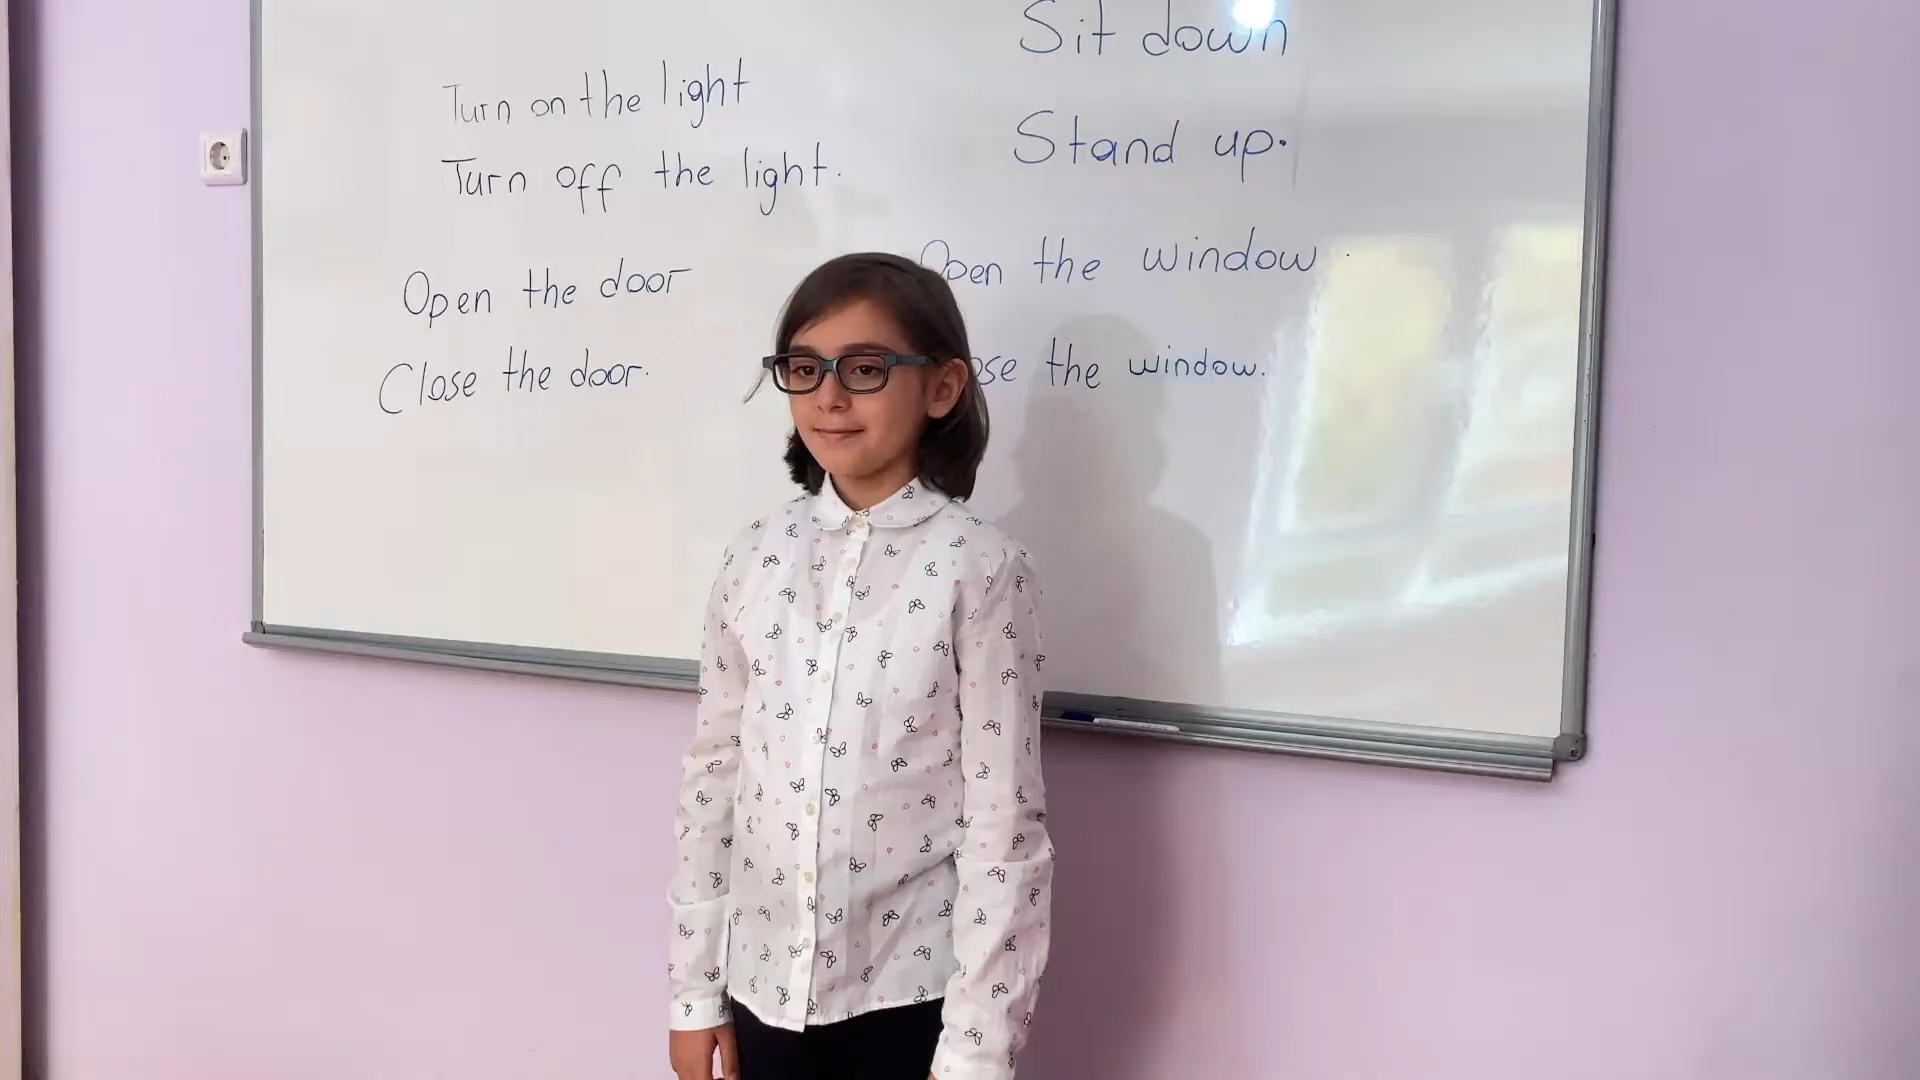 Turn on the light
Turn off the light.
Open the door
Close the door.
Sit down
Stand up.
Open the window.
the window.